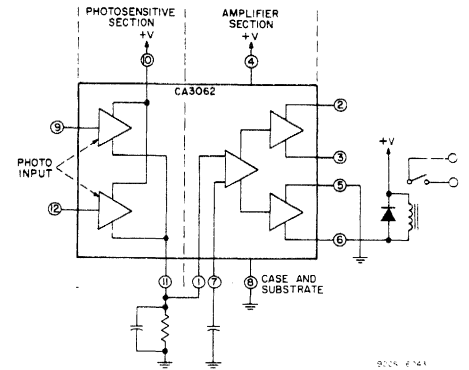 PHOTOSENSITIVE
SECTION
+V
AMPLIFIER
SECTION
+V
10
4
CA3062
9
PHOTO
INPUT
12
2
3
5
6
+V
11
1
7
8
CASE AND
SUBSTRATE